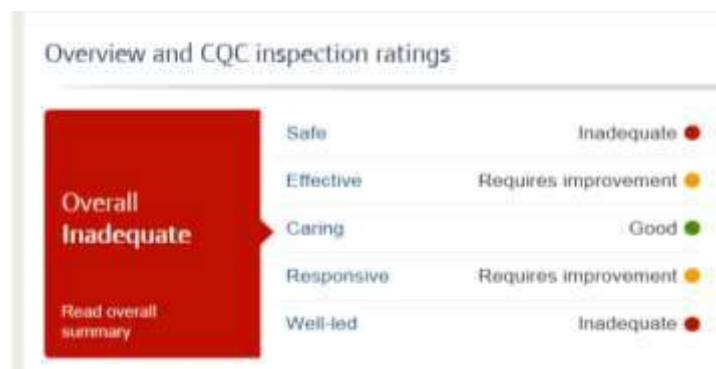 Overview and CQC inspection ratings
Overall
Inadequate
Read overall
summary
Safe Inadequate
Effective Requires improvement
Caring Good
Responsive Requires improvement
Well-led Inadequate